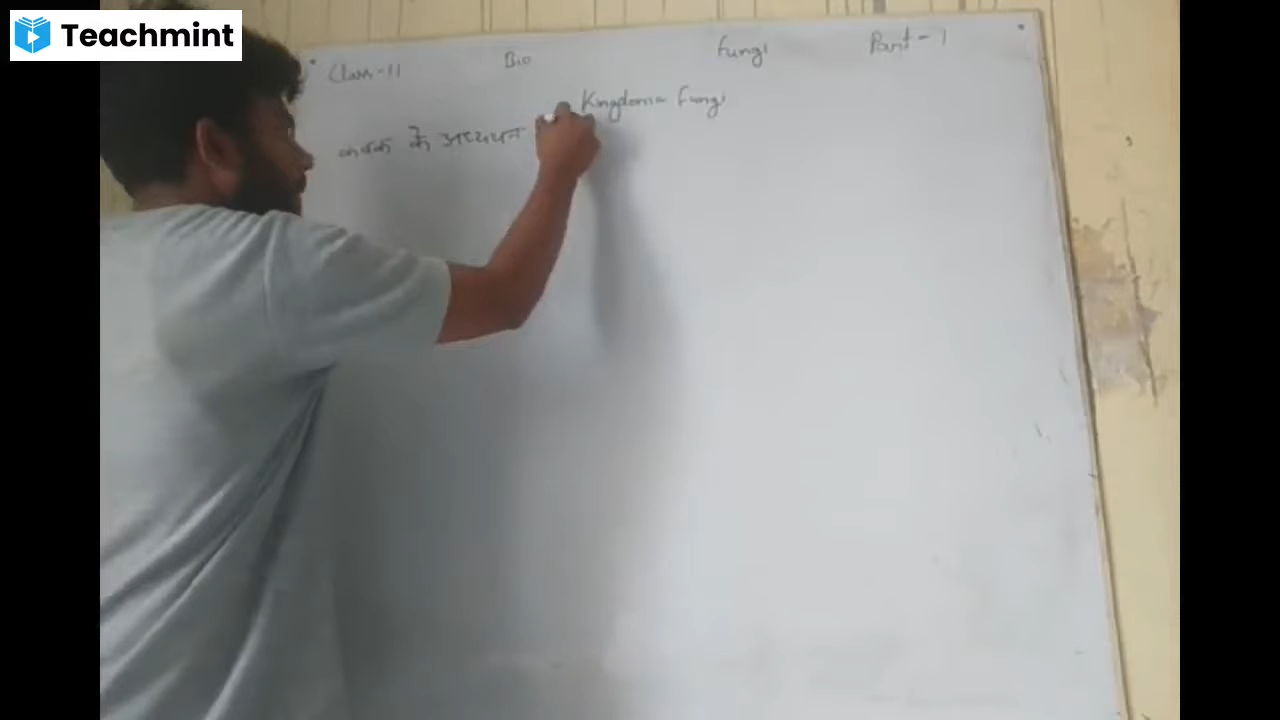 Teachmint
Class-11 Bio Fungi Part-1
Kingdom Fungi
कवक के अध्ययन